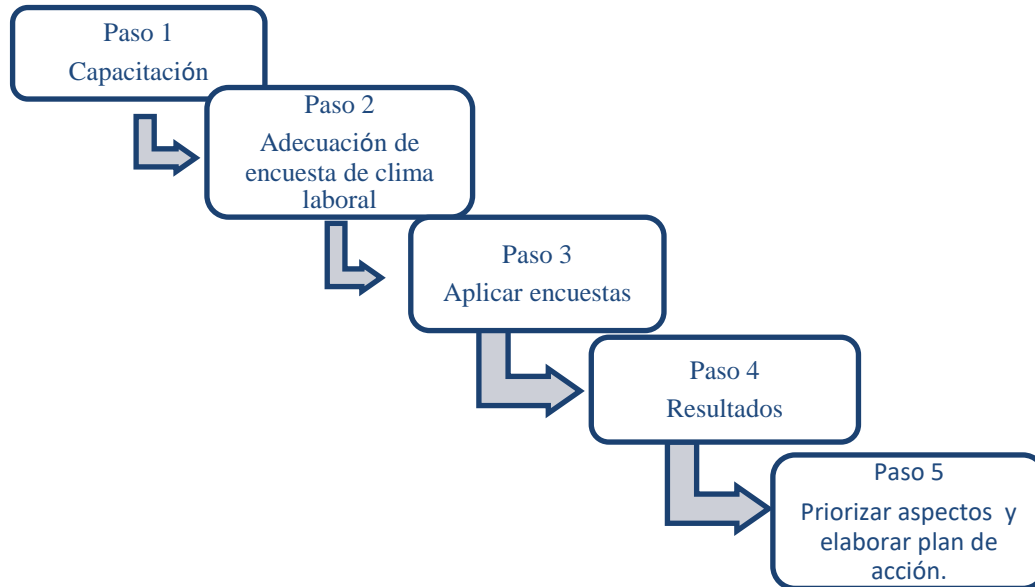 Paso 1
Capacitación
Paso 2
Adecuación de
encuesta de clima
laboral
Paso 3
Aplicar encuestas
Paso 4
Resultados
Paso 5
Priorizar aspectos y
elaborar plan de
acción.